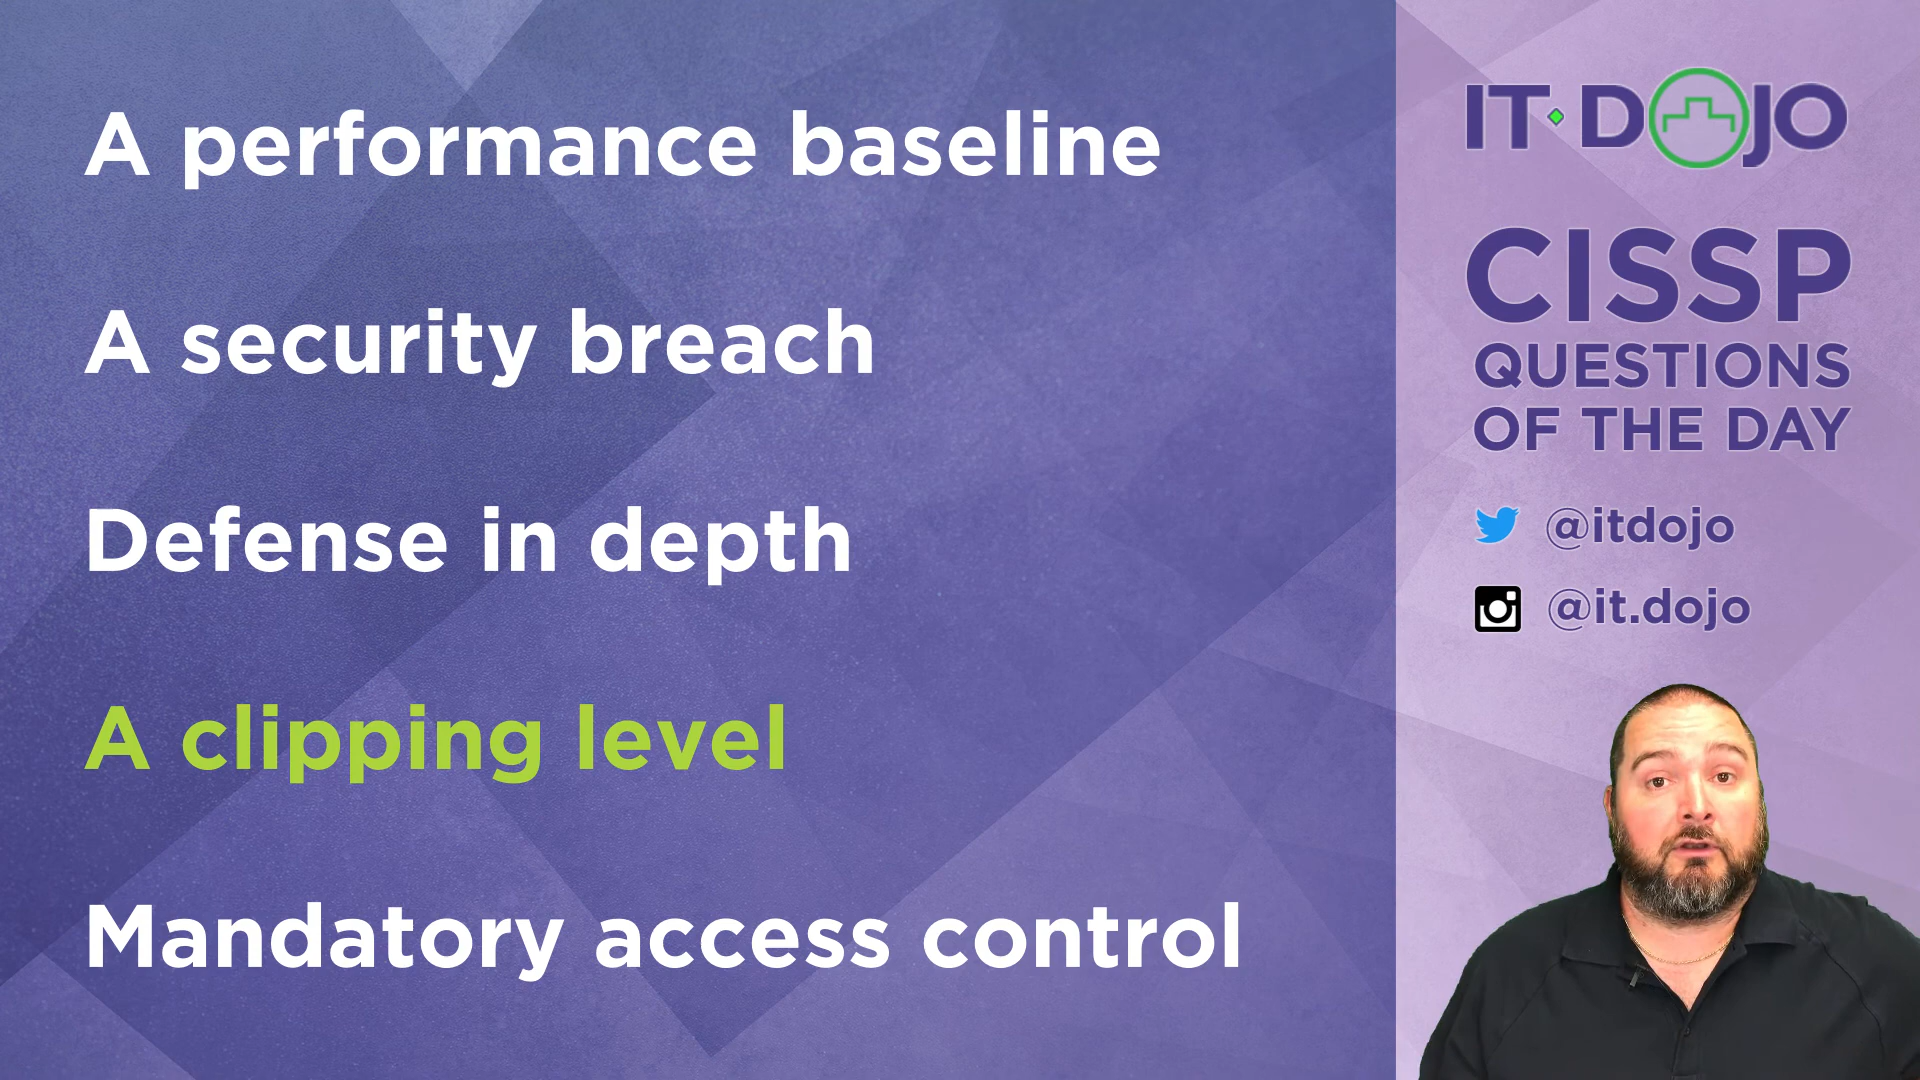 A performance baseline
A security breach
Defense in depth
A clipping level
Mandatory access control
IT DOJO
CISSP
QUESTIONS
OF THE DAY
@itdojo
@it.dojo